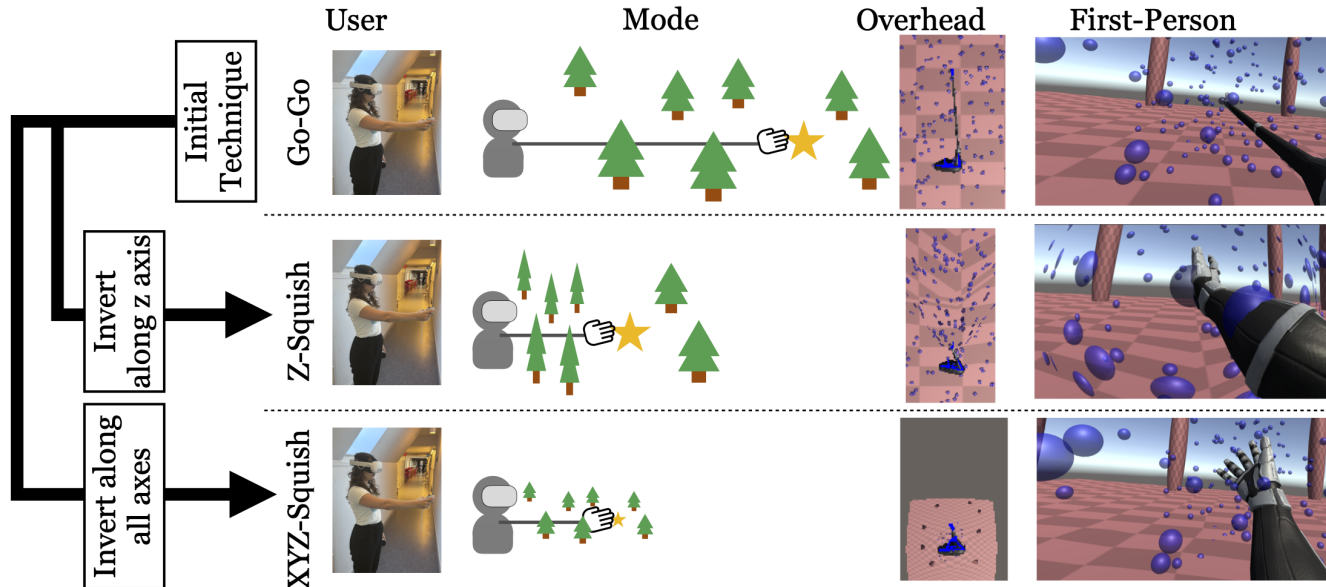 User
Mode
Overhead
First-Person
Initial
Technique
Go-Go
Invert
along z axis
Z-Squish
Invert along
all axes
XYZ-Squish